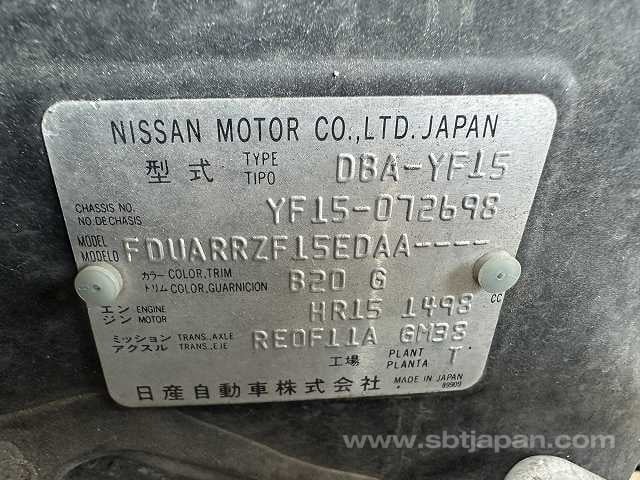 NISSAN MOTOR CO.,LTD. JAPAN
型式 TYPE TIPO DBA-YF15
CHASSIS NO. NO. DE CHASIS YF15-072698
MODEL MODELO FDUARRZF15EDAA----
カラー COLOR, TRIM
トリム COLOR, GUARNICION B20 G
エンジン ENGINE MOTOR HR15 1498 CC
ミッション TRANS., AXLE
アクスル TRANS., EJE RE0F11A GM38
工場 PLANT PLANTA T
日産自動車株式会社 MADE IN JAPAN
89909
www.sbtjapan.com